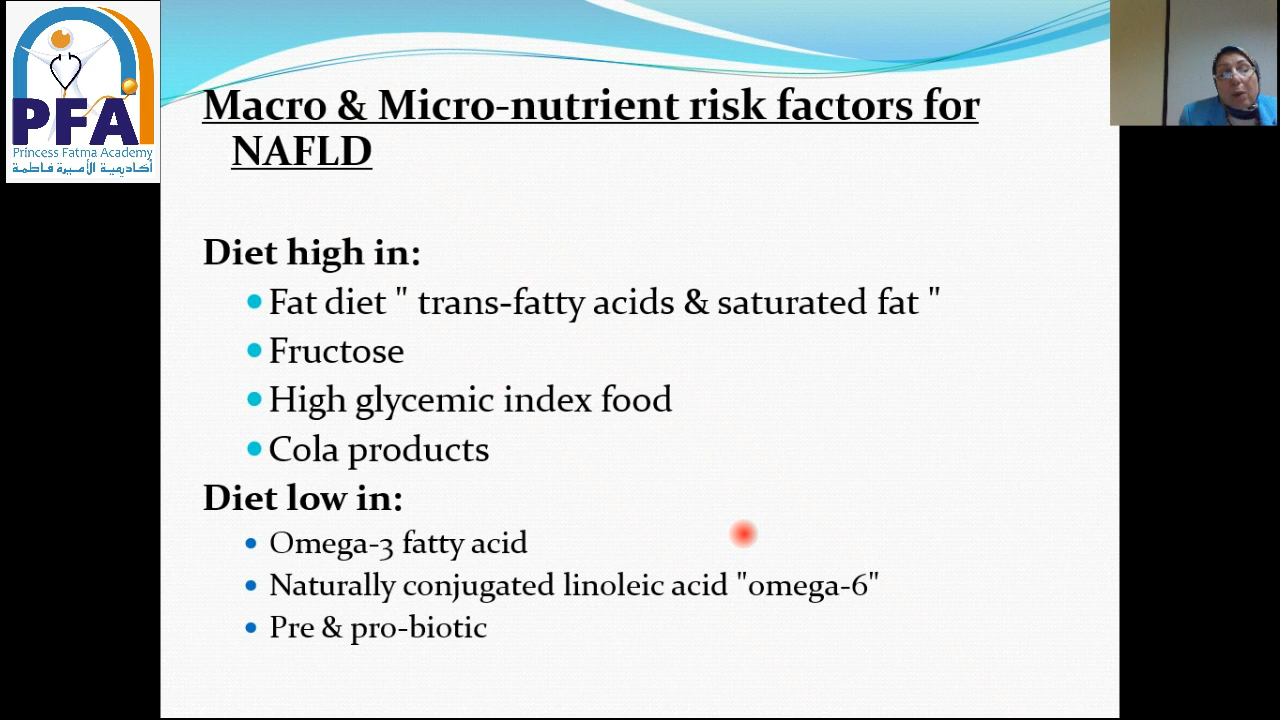 PFA
Princess Fatma Academy
أكاديمية الأميرة فاطمة
Macro & Micro-nutrient risk factors for
NAFLD
Diet high in:
Fat diet " trans-fatty acids & saturated fat "
Fructose
High glycemic index food
Cola products
Diet low in:
Omega-3 fatty acid
Naturally conjugated linoleic acid "omega-6"
Pre & pro-biotic